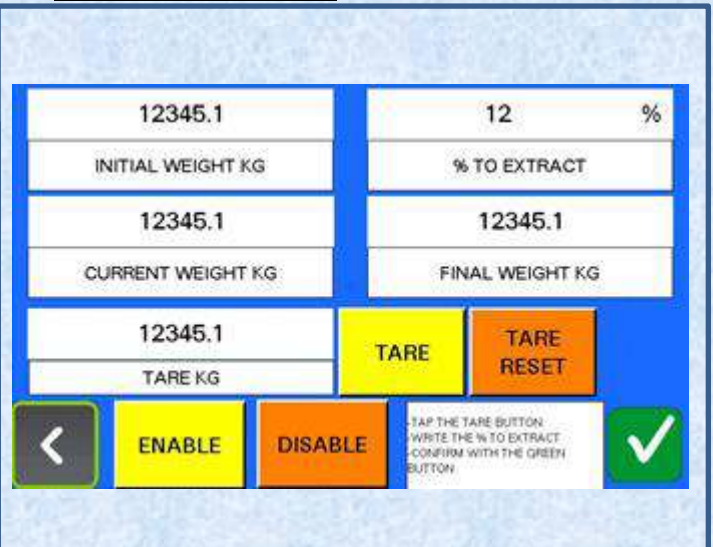 12345.1
INITIAL WEIGHT KG
12 %
% TO EXTRACT
12345.1
CURRENT WEIGHT KG
12345.1
FINAL WEIGHT KG
12345.1
TARE KG
TARE
TARE
RESET
ENABLE
DISABLE
-TAP THE TARE BUTTON
-WRITE THE % TO EXTRACT
-CONFIRM WITH THE GREEN
BUTTON